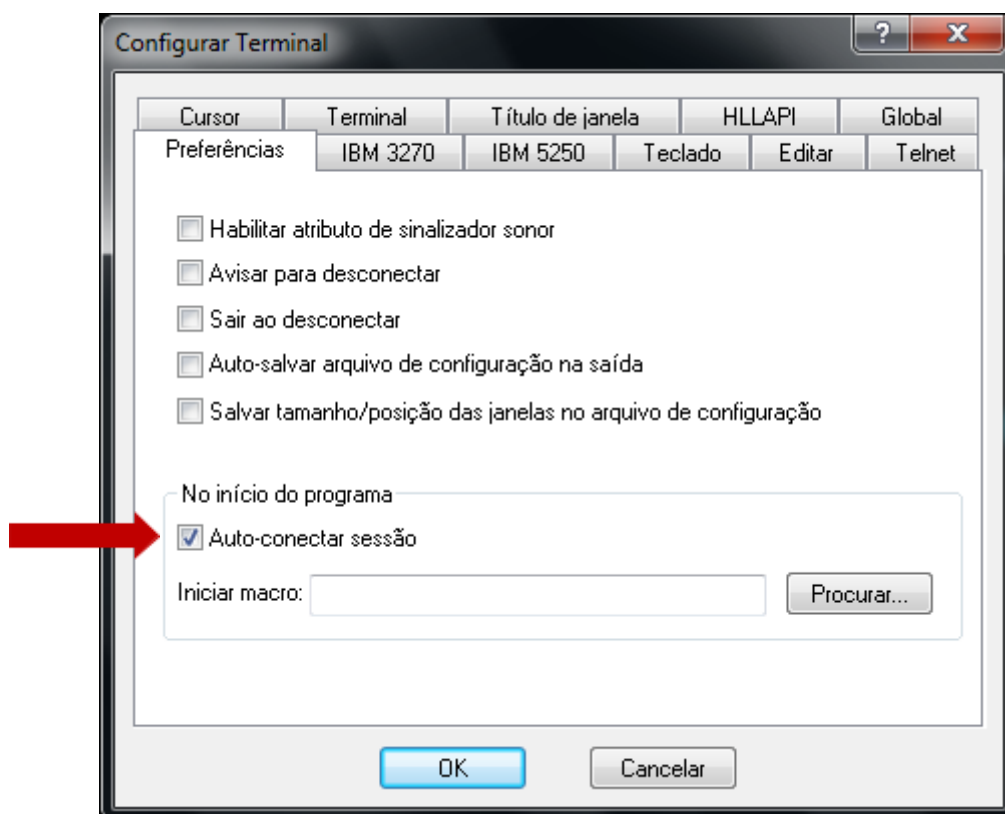 Configurar Terminal
?
Cursor Terminal Título de janela HLLAPI Global
Preferências IBM 3270 IBM 5250 Teclado Editar Telnet
Habilitar atributo de sinalizador sonor
Avisar para desconectar
Sair ao desconectar
Auto-salvar arquivo de configuração na saída
Salvar tamanho/posição das janelas no arquivo de configuração
No início do programa
Auto-conectar sessão
Iniciar macro: Procurar...
OK Cancelar